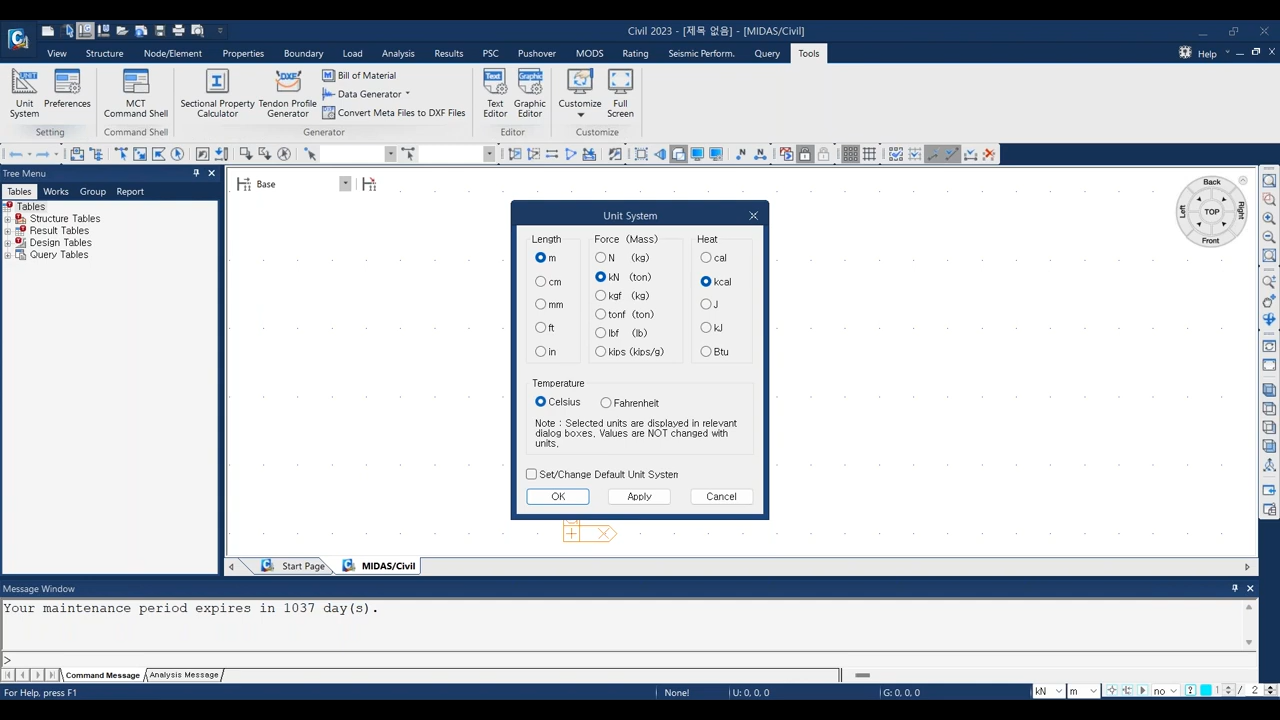 Civil 2023 - [제목 없음] - [MIDAS/Civil]
View Structure Node/Element Properties Boundary Load Analysis Results PSC Pushover MODS Rating Seismic Perform. Query Tools Help
Unit System
Preferences
MCT Command Shell
Sectional Property Calculator
Tendon Profile Generator
Bill of Material
Data Generator
Convert Meta Files to DXF Files
Text Editor
Graphic Editor
Customize
Full Screen
Setting Command Shell Generator Editor Customize
Tree Menu
Tables Works Group Report
Tables
Structure Tables
Result Tables
Design Tables
Query Tables
Base
Back
Left TOP Right
Front
Unit System
Length Force (Mass) Heat
m N (kg) cal
cm kN (ton) kcal
mm kgf (kg) J
ft tonf (ton) kJ
in lbf (lb) Btu
kips (kips/g)
Temperature
Celsius Fahrenheit
Note : Selected units are displayed in relevant
dialog boxes. Values are NOT changed with
units.
Set/Change Default Unit System
OK Apply Cancel
Start Page MIDAS/Civil
Message Window
Your maintenance period expires in 1037 day(s).
>
Command Message Analysis Message
For Help, press F1 None! U: 0, 0, 0 G: 0, 0, 0 kN m no 1 / 2